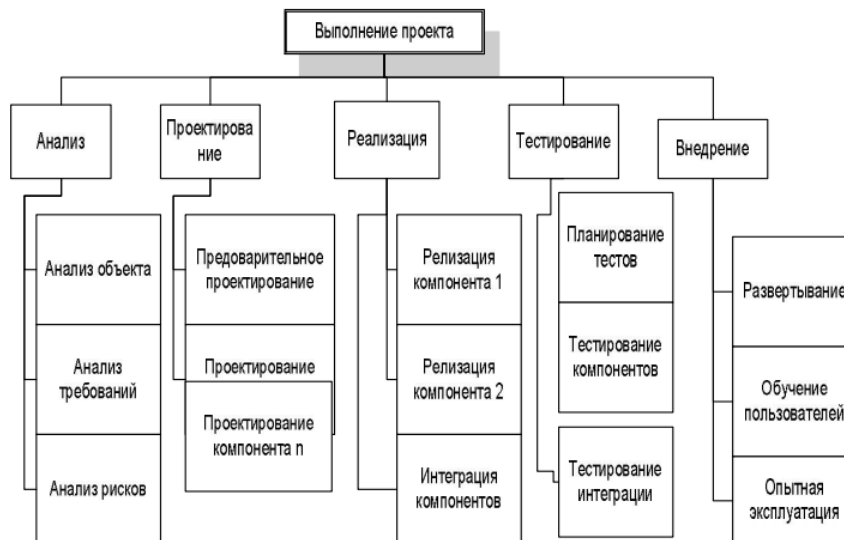 Выполнение проекта
Анализ
Проектирова
ние
Реализация
Тестирование
Внедрение
Анализ объекта
Анализ
требований
Анализ рисков
Предоварительное
проектирование
Проектирование
Проектирование
компонента n
Релизация
компонента 1
Релизация
компонента 2
Интеграция
компонентов
Планирование
тестов
Тестирование
компонентов
Тестирование
интеграции
Развертывание
Обучение
пользователей
Опытная
эксплуатация